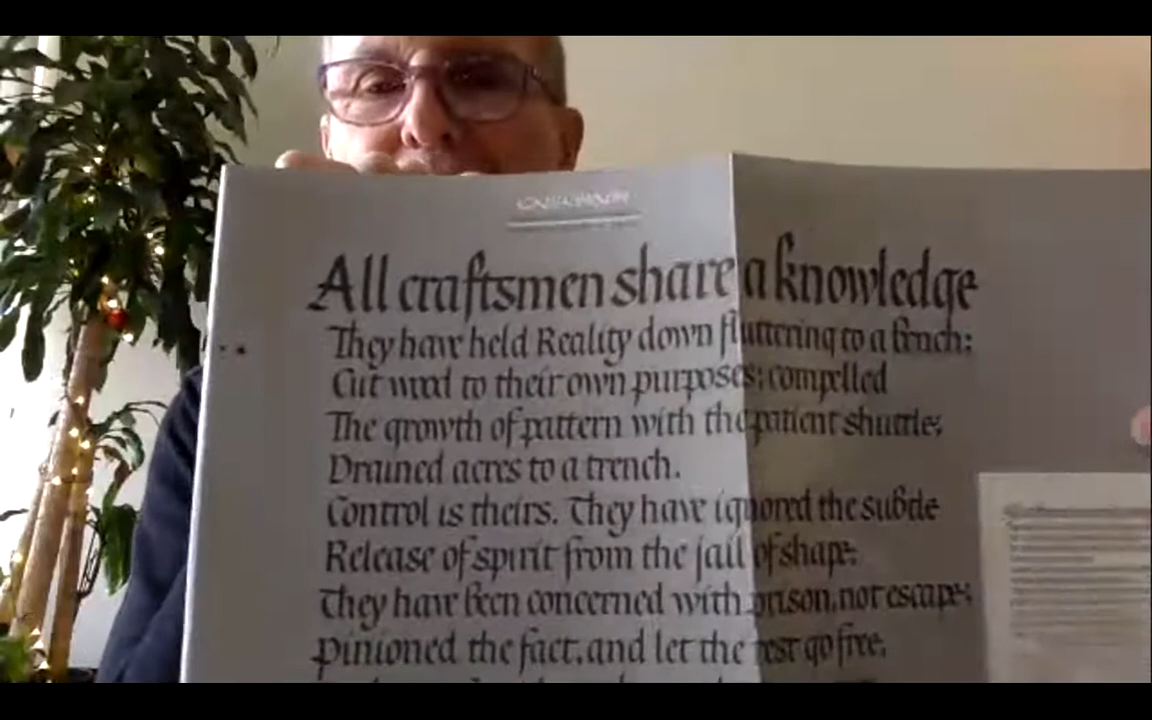 All craftsmen share a knowledge
They have held Reality down fluttering to a bench;
Cut wood to their own purposes; compelled
The growth of pattern with the patient shuttle;
Drained acres to a trench.
Control is theirs. They have ignored the subtle
Release of spirit from the jail of shape;
They have been concerned with prison, not escape;
Pinioned the fact, and let the rest go free;